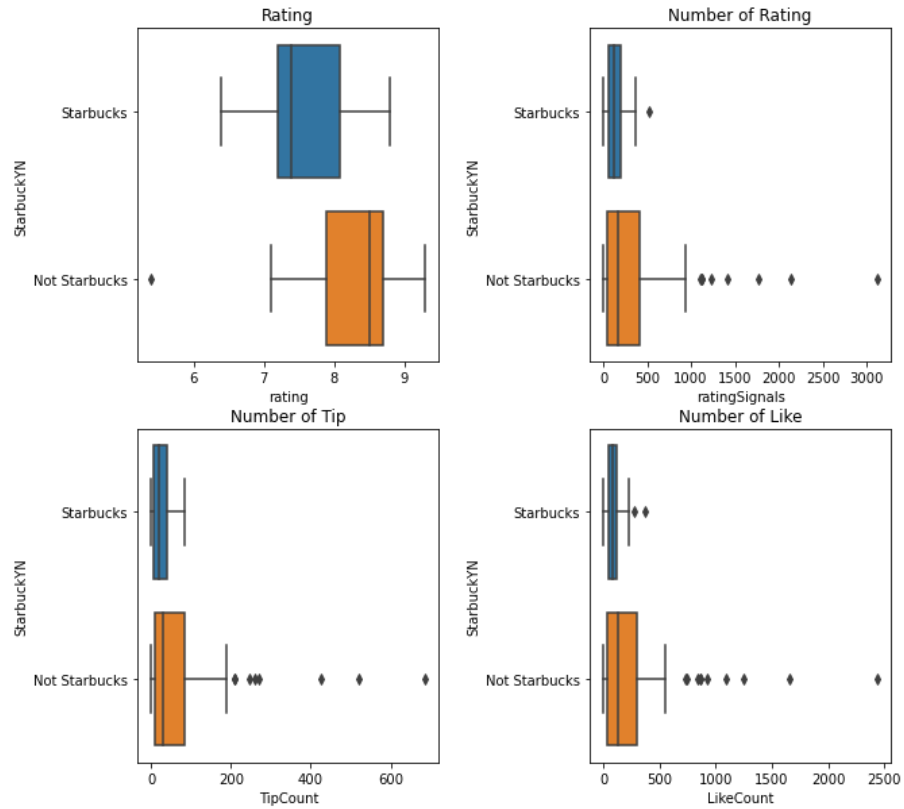 Rating
Starbucks
Not Starbucks
StarbuckYN
6 7 8 9
rating
Number of Rating
Starbucks
Not Starbucks
StarbuckYN
0 500 1000 1500 2000 2500 3000
ratingSignals
Number of Tip
Starbucks
Not Starbucks
StarbuckYN
0 200 400 600
TipCount
Number of Like
Starbucks
Not Starbucks
StarbuckYN
0 500 1000 1500 2000 2500
LikeCount